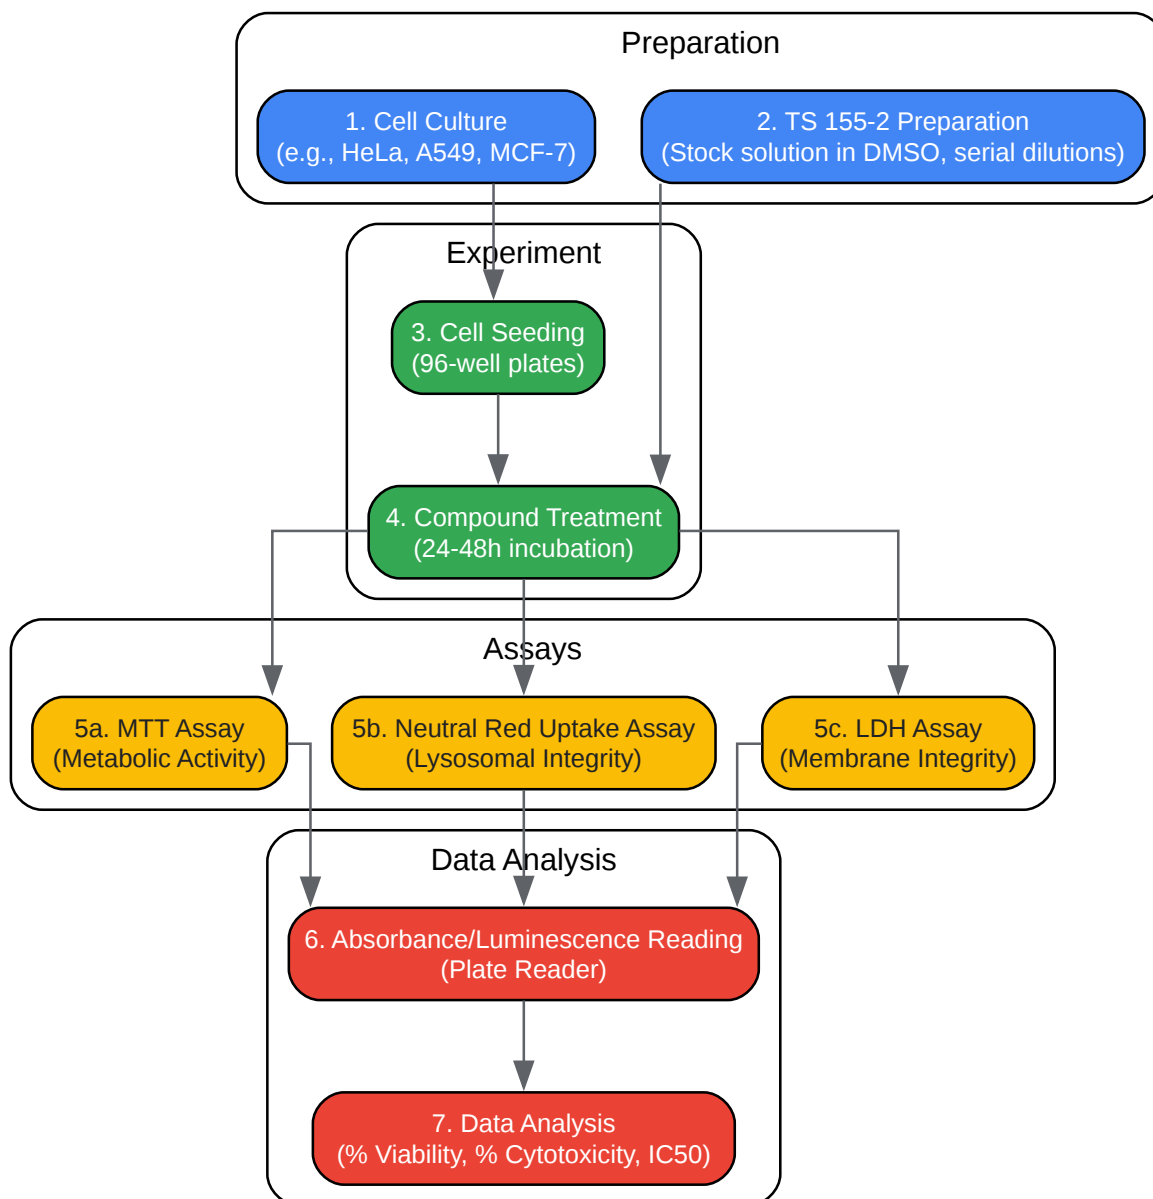 Preparation
1. Cell Culture
(e.g., HeLa, A549, MCF-7)
2. TS 155-2 Preparation
(Stock solution in DMSO, serial dilutions)
Experiment
3. Cell Seeding
(96-well plates)
4. Compound Treatment
(24-48h incubation)
Assays
5a. MTT Assay
(Metabolic Activity)
5b. Neutral Red Uptake Assay
(Lysosomal Integrity)
5c. LDH Assay
(Membrane Integrity)
Data Analysis
6. Absorbance/Luminescence Reading
(Plate Reader)
7. Data Analysis
(% Viability, % Cytotoxicity, IC50)